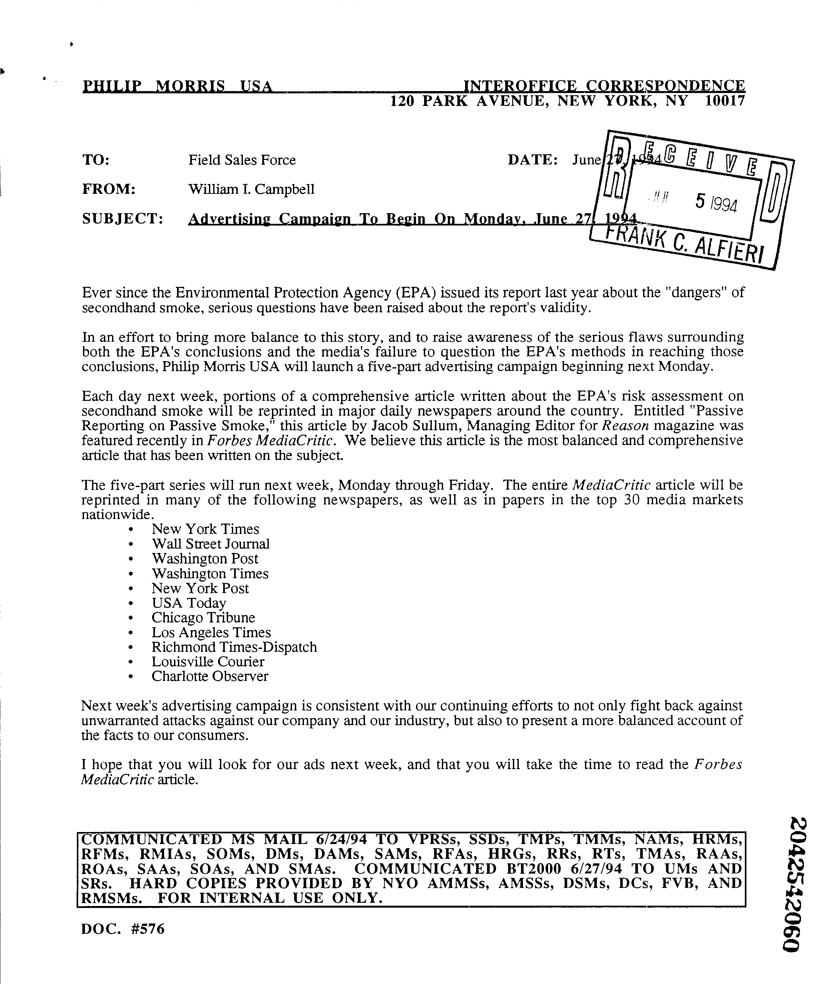 PHILIP MORRIS USA INTEROFFICE CORRESPONDENCE
120 PARK AVENUE, NEW YORK, NY 10017
TO: Field Sales Force DATE: June 27, 1994
FROM: William I. Campbell
SUBJECT: Advertising Campaign To Begin On Monday, June 27, 1994
RECEIVED
5 1994
FRANK C. ALFIERI
Ever since the Environmental Protection Agency (EPA) issued its report last year about the "dangers" of
secondhand smoke, serious questions have been raised about the report's validity.
In an effort to bring more balance to this story, and to raise awareness of the serious flaws surrounding
both the EPA's conclusions and the media's failure to question the EPA's methods in reaching those
conclusions, Philip Morris USA will launch a five-part advertising campaign beginning next Monday.
Each day next week, portions of a comprehensive article written about the EPA's risk assessment on
secondhand smoke will be reprinted in major daily newspapers around the country. Entitled "Passive
Reporting on Passive Smoke," this article by Jacob Sullum, Managing Editor for Reason magazine was
featured recently in Forbes MediaCritic. We believe this article is the most balanced and comprehensive
article that has been written on the subject.
The five-part series will run next week, Monday through Friday. The entire MediaCritic article will be
reprinted in many of the following newspapers, as well as in papers in the top 30 media markets
nationwide.
• New York Times
• Wall Street Journal
• Washington Post
• Washington Times
• New York Post
• USA Today
• Chicago Tribune
• Los Angeles Times
• Richmond Times-Dispatch
• Louisville Courier
• Charlotte Observer
Next week's advertising campaign is consistent with our continuing efforts to not only fight back against
unwarranted attacks against our company and our industry, but also to present a more balanced account of
the facts to our consumers.
I hope that you will look for our ads next week, and that you will take the time to read the Forbes
MediaCritic article.
COMMUNICATED MS MAIL 6/24/94 TO VPRSs, SSDs, TMPs, TMMs, NAMs, HRMs,
RFMs, RMIAs, SOMs, DMs, DAMs, SAMs, RFAs, HRGs, RRs, RTs, TMAs, RAAs,
ROAs, SAAs, SOAs, AND SMAs. COMMUNICATED BT2000 6/27/94 TO UMs AND
SRs. HARD COPIES PROVIDED BY NYO AMMSs, AMSSs, DSMs, DCs, FVB, AND
RMSMs. FOR INTERNAL USE ONLY.
DOC. #576
2042542060